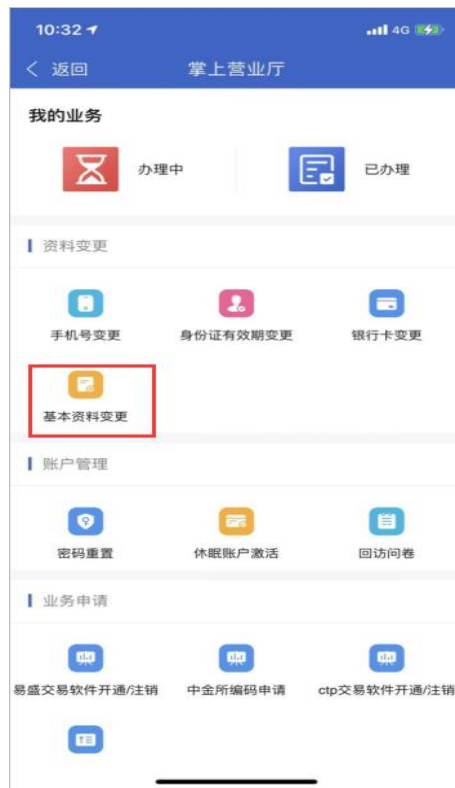 10:32 4G
返回 掌上营业厅
我的业务
办理中 已办理
资料变更
手机号变更 身份证有效期变更 银行卡变更
基本资料变更
账户管理
密码重置 休眠账户激活 回访问卷
业务申请
易盛交易软件开通/注销 中金所编码申请 ctp交易软件开通/注销